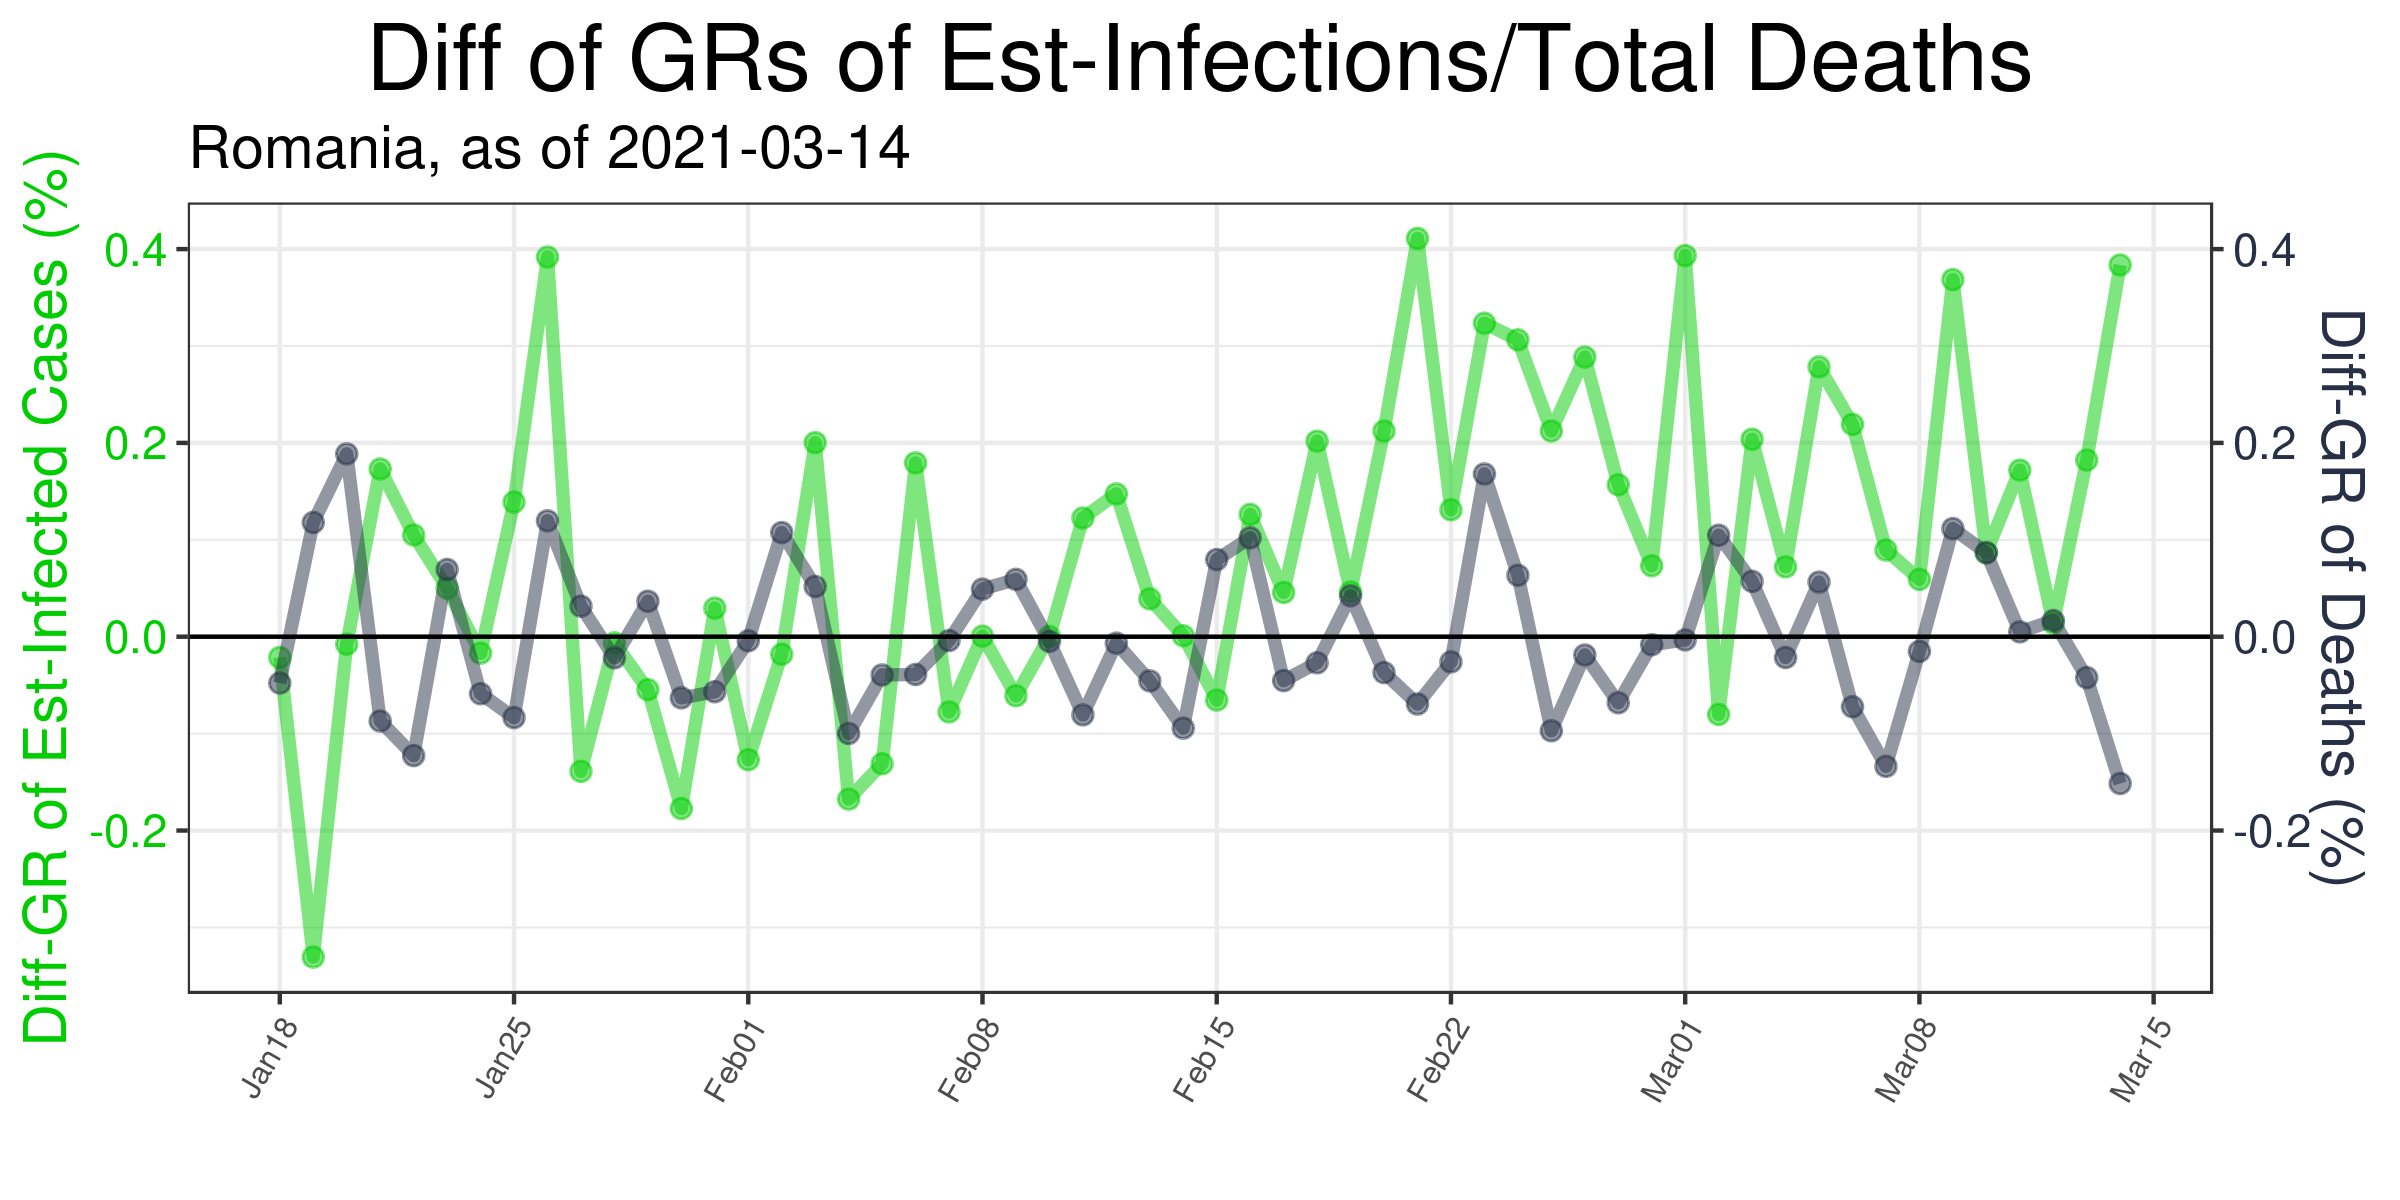 Diff of GRs of Est-Infections/Total Deaths
Romania, as of 2021-03-14
Diff-GR of Est-Infected Cases (%)
0.4
0.2
0.0
-0.2
0.4
0.2
0.0
-0.2
Diff-GR of Deaths (%)
Jan18
Jan25
Feb01
Feb08
Feb15
Feb22
Mar01
Mar08
Mar15